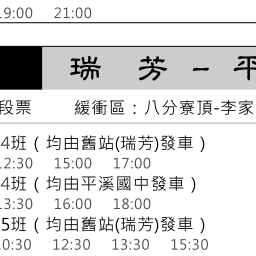 19:00 21:00
瑞 芳 － 平
段票 緩衝區：八分寮頂-李家
4班（均由舊站(瑞芳)發車）
12:30 15:00 17:00
4班（均由平溪國中發車）
13:30 16:00 18:00
5班（均由舊站(瑞芳)發車）
10:30 12:30 13:30 15:30